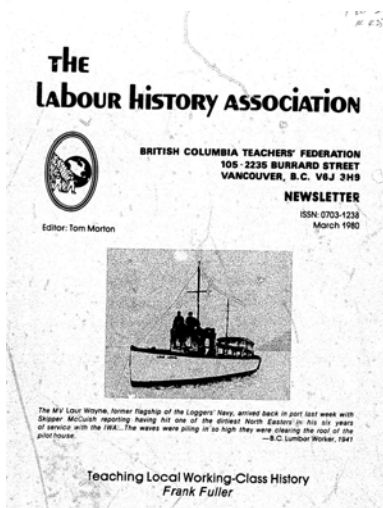 the
Labour history association
BRITISH COLUMBIA TEACHERS' FEDERATION
105 - 2235 BURRARD STREET
VANCOUVER, B.C. V6J 3H9
NEWSLETTER
ISSN: 0703-1238
March 1980
Editor: Tom Morton
The MV Laur Wayne, former flagship of the Loggers' Navy, arrived back in port last week with
Skipper McCuish reporting having hit one of the dirtiest North Easters in his six years
of service with the IWA...The waves were piling in so high they were clearing the roof of the
pilot house.
—B.C. Lumber Worker, 1941
Teaching Local Working-Class History
Frank Fuller